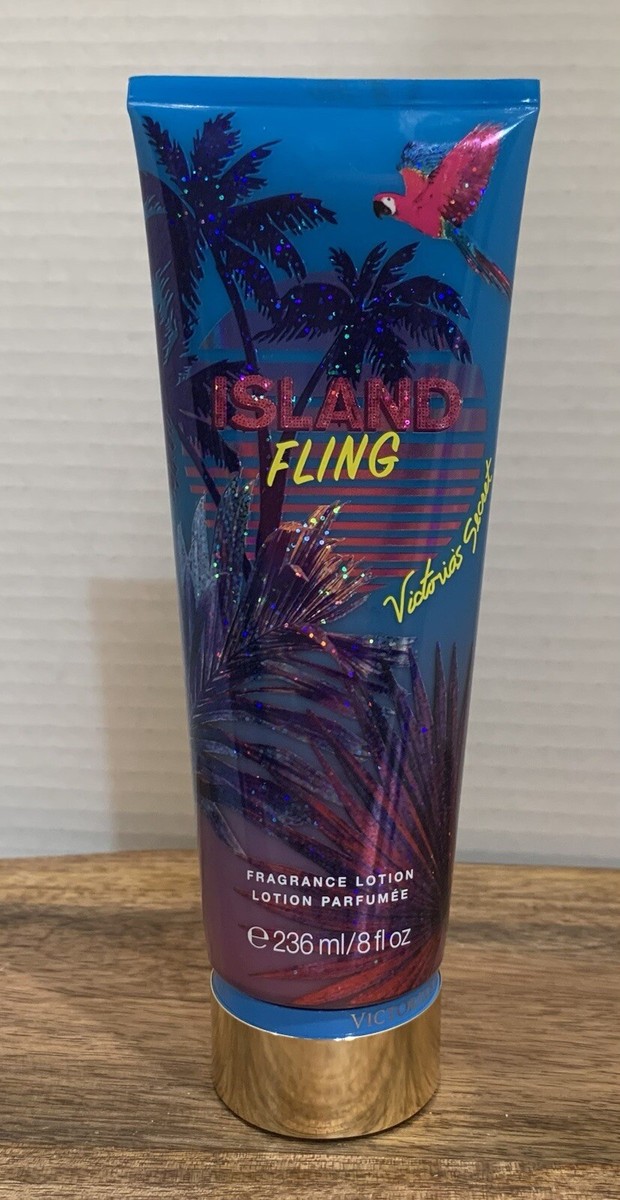 ISLAND
FLING
Victoria's Secret
FRAGRANCE LOTION
LOTION PARFUMÉE
℮ 236 ml/8 fl oz